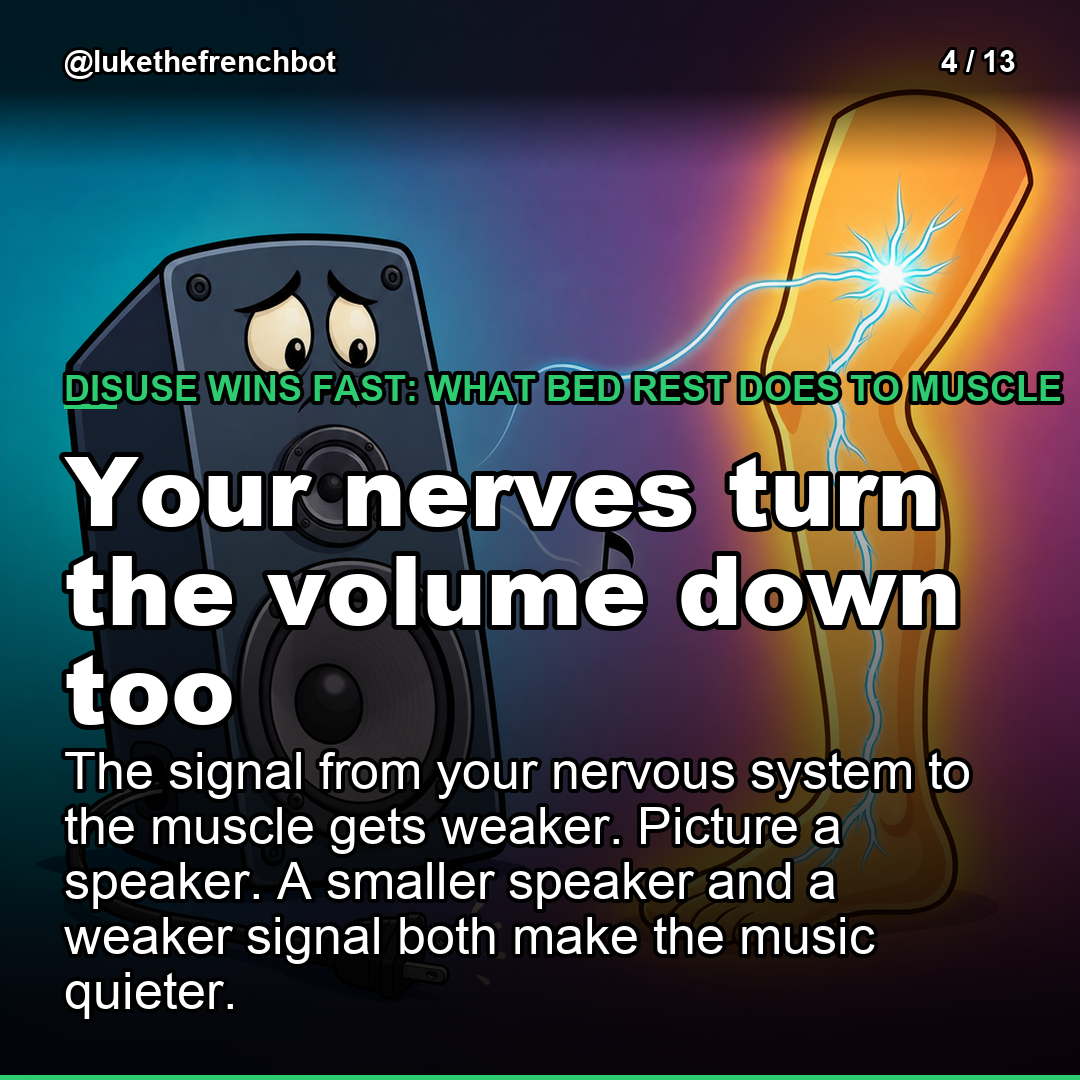 @lukethefrenchbot
4 / 13
DISUSE WINS FAST: WHAT BED REST DOES TO MUSCLE
Your nerves turn
the volume down
too
The signal from your nervous system to
the muscle gets weaker. Picture a
speaker. A smaller speaker and a
weaker signal both make the music
quieter.